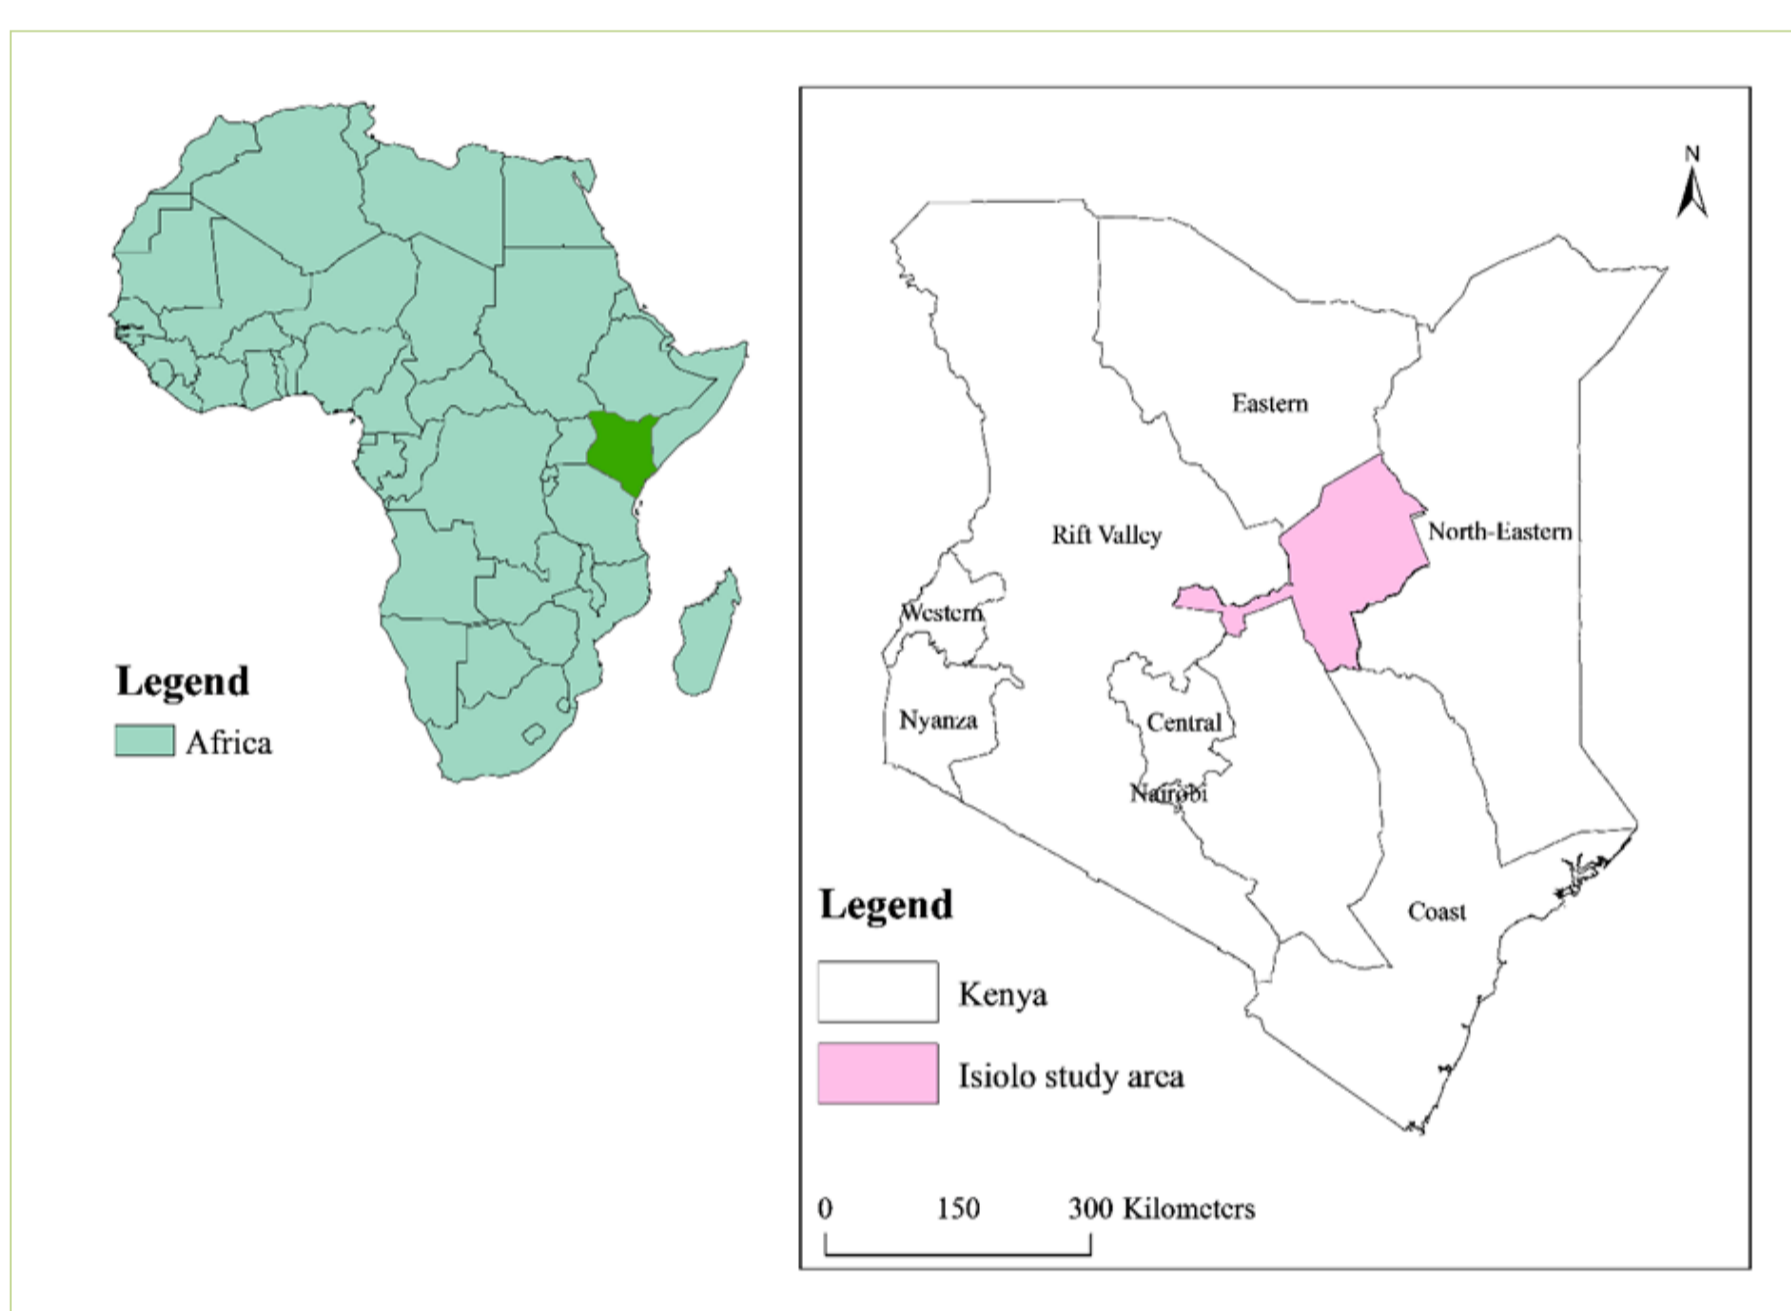 Legend
Africa
N
Eastern
Rift Valley
North-Eastern
Western
Nyanza
Central
Nairobi
Coast
Legend
Kenya
Isiolo study area
0 150 300 Kilometers